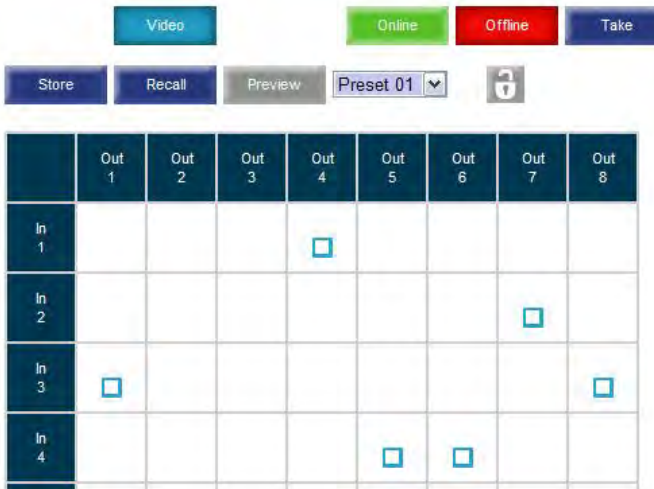 Video Online Offline Take
Store Recall Preview Preset 01
Out 1 Out 2 Out 3 Out 4 Out 5 Out 6 Out 7 Out 8
In 1
In 2
In 3
In 4